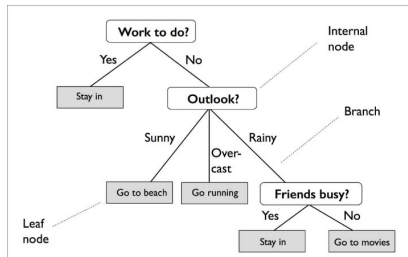 Work to do?
Internal
node
Yes
No
Stay in
Outlook?
Branch
Sunny
Over-
cast
Rainy
Go to beach
Go running
Friends busy?
Leaf
node
Yes
No
Stay in
Go to movies